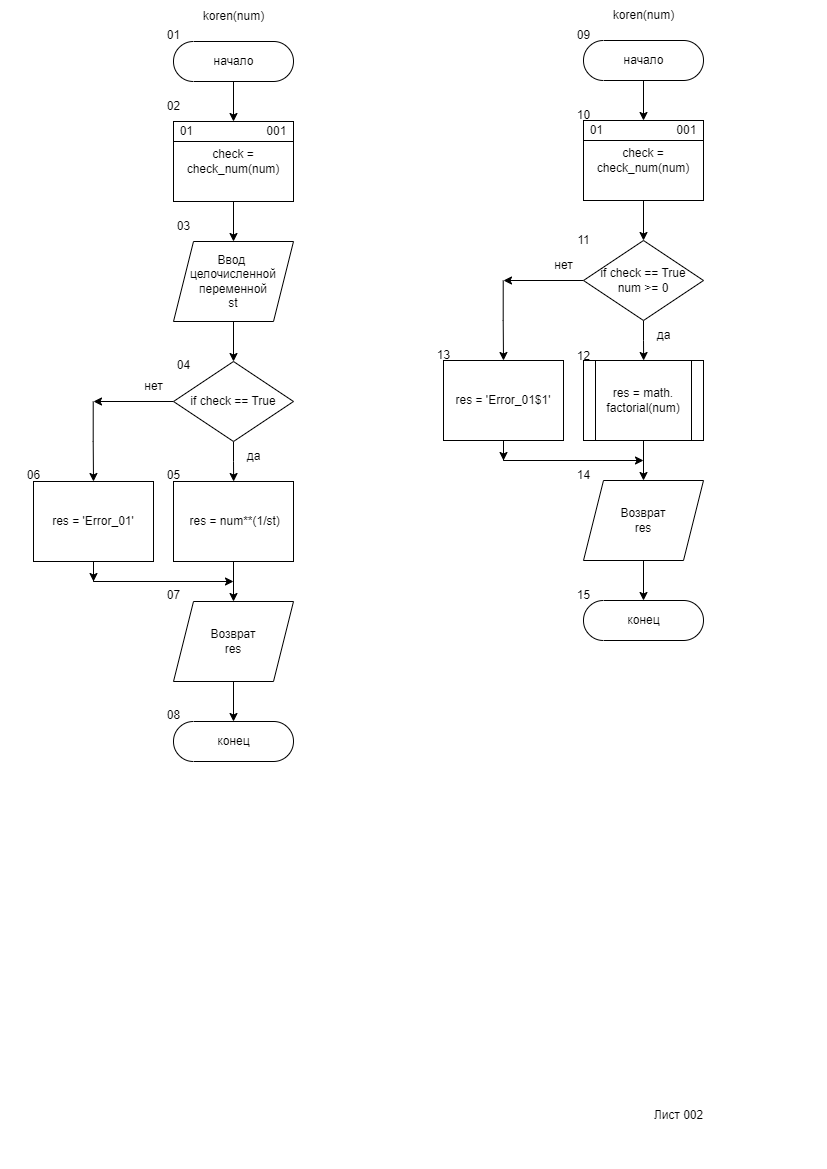 koren(num)
01
начало
02
01 001
check =
check_num(num)
03
Ввод
целочисленной
переменной
st
04
if check == True
нет
да
06
res = 'Error_01'
05
res = num**(1/st)
07
Возврат
res
08
конец
koren(num)
09
начало
10
01 001
check =
check_num(num)
11
if check == True
num >= 0
нет
да
13
res = 'Error_01$1'
12
res = math.
factorial(num)
14
Возврат
res
15
конец
Лист 002